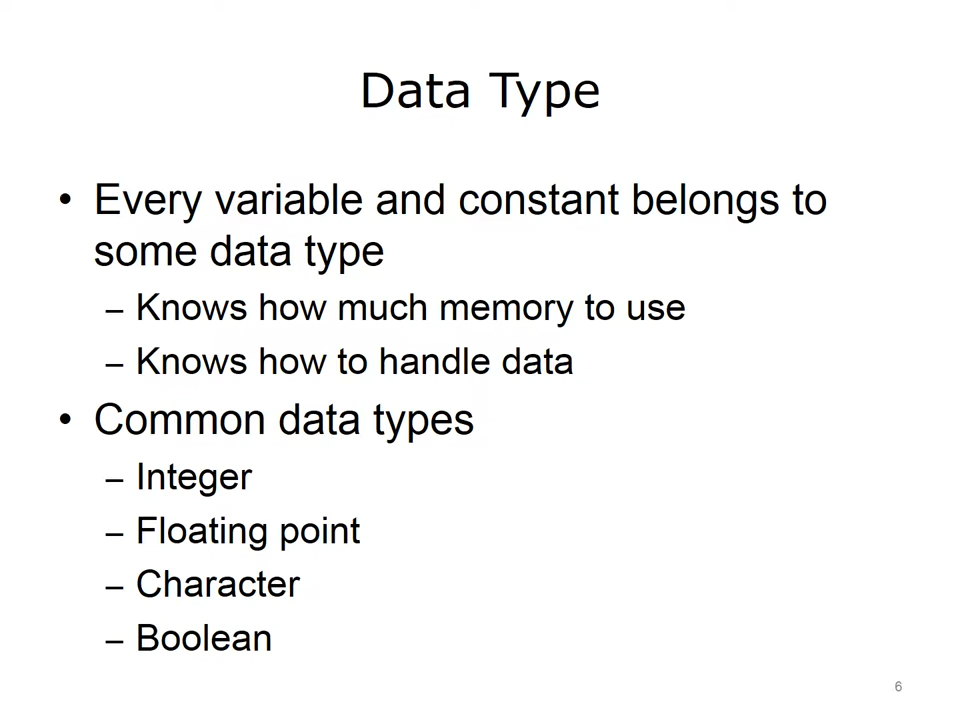 Data Type
• Every variable and constant belongs to
some data type
– Knows how much memory to use
– Knows how to handle data
• Common data types
– Integer
– Floating point
– Character
– Boolean
6